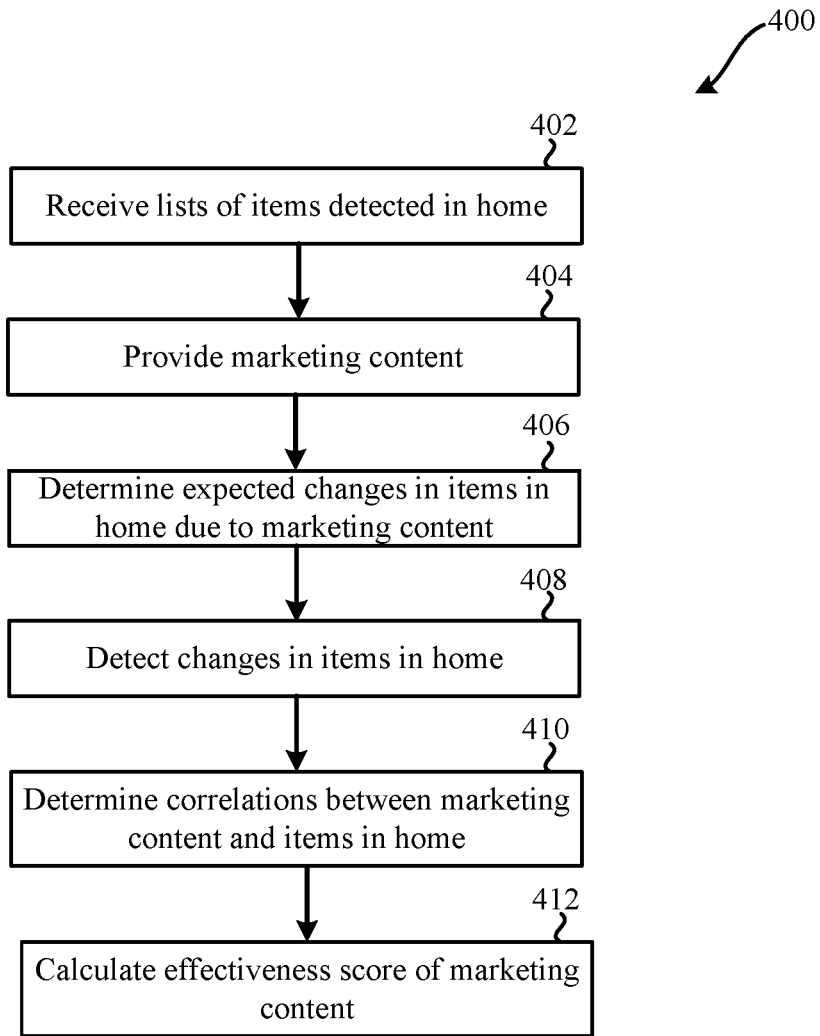 400
402
Receive lists of items detected in home
404
Provide marketing content
406
Determine expected changes in items in
home due to marketing content
408
Detect changes in items in home
410
Determine correlations between marketing
content and items in home
412
Calculate effectiveness score of marketing
content